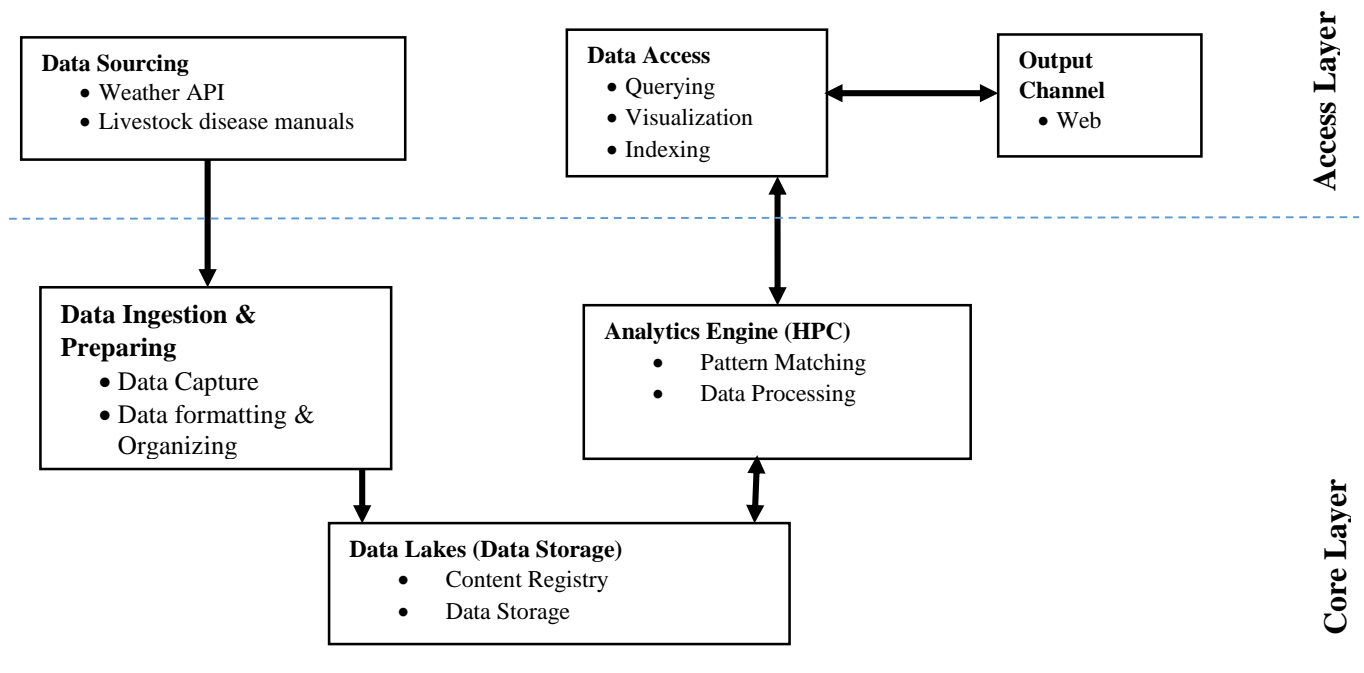 Data Sourcing
• Weather API
• Livestock disease manuals
Data Access
• Querying
• Visualization
• Indexing
Output
Channel
• Web
Access Layer
Data Ingestion &
Preparing
• Data Capture
• Data formatting &
Organizing
Analytics Engine (HPC)
• Pattern Matching
• Data Processing
Data Lakes (Data Storage)
• Content Registry
• Data Storage
Core Layer